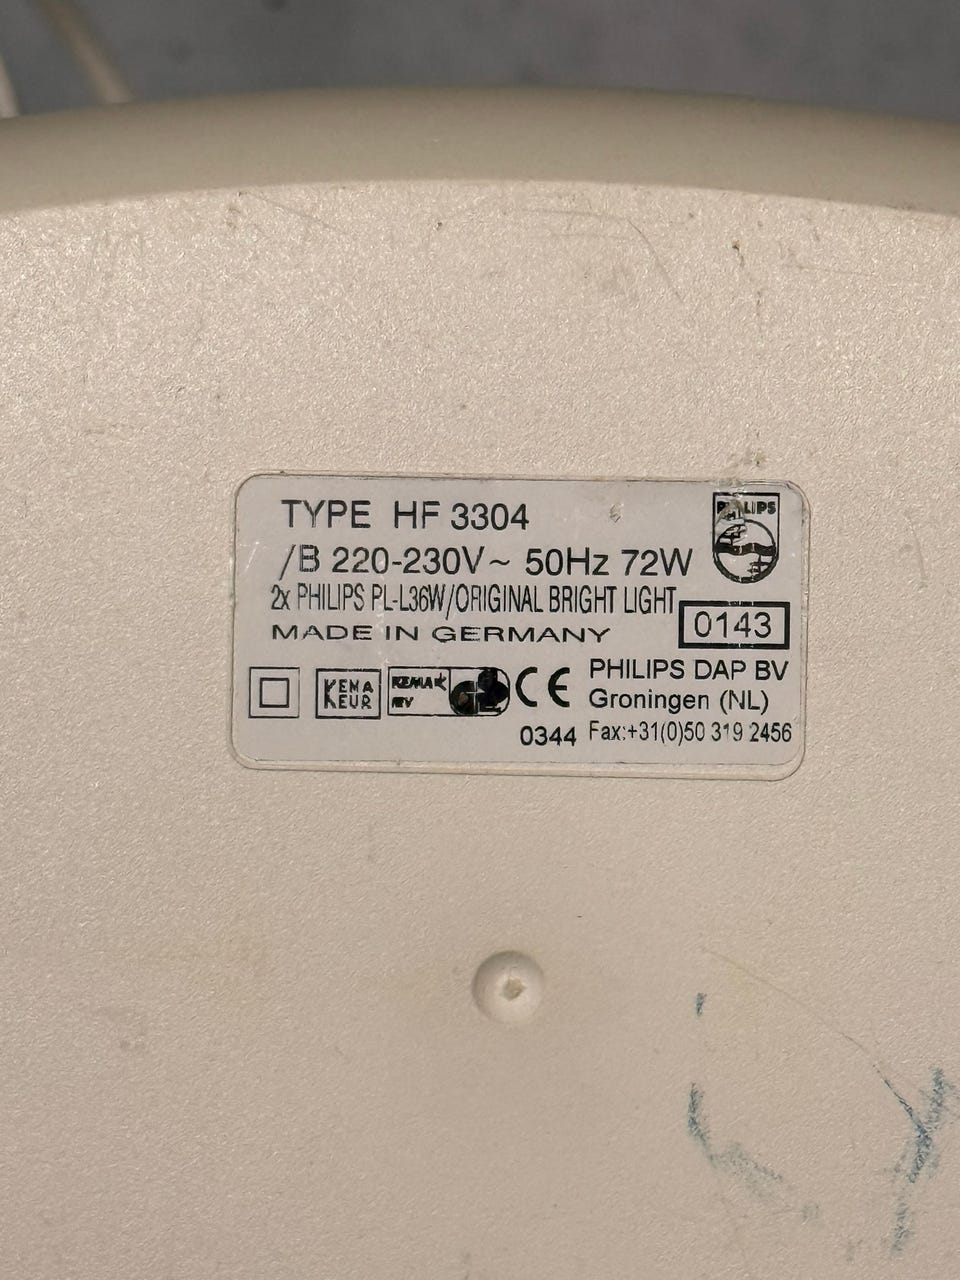 TYPE HF 3304
/B 220-230V ~ 50Hz 72W
PHILIPS
2x PHILIPS PL-L36W/ORIGINAL BRIGHT LIGHT
MADE IN GERMANY
0143
KEMA
KEUR
KEMA
CE
0344
PHILIPS DAP BV
Groningen (NL)
Fax:+31(0)50 319 2456